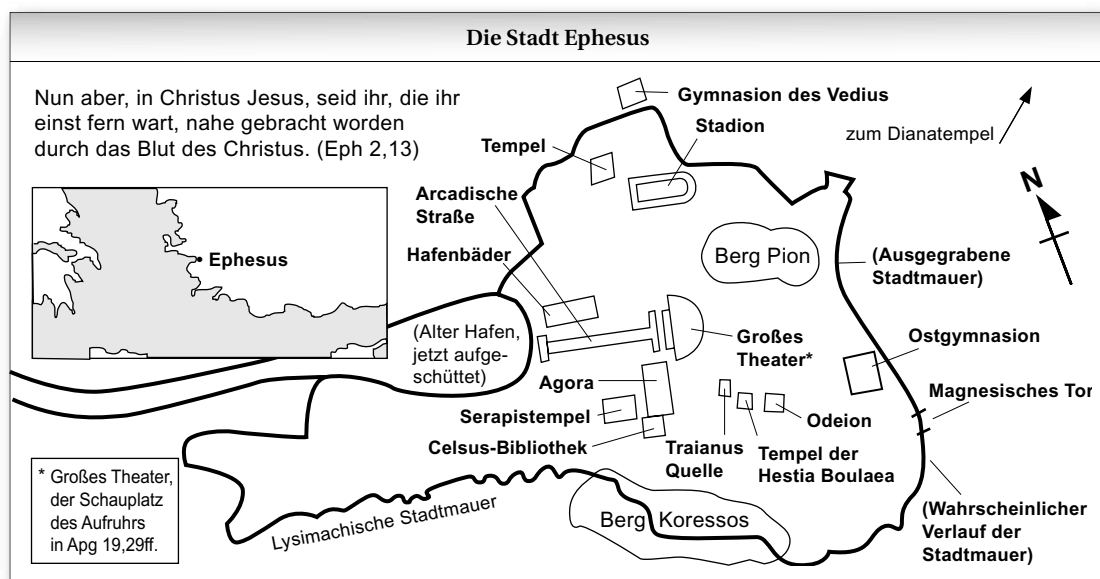 Die Stadt Ephesus
Nun aber, in Christus Jesus, seid ihr, die ihr
einst fern wart, nahe gebracht worden
durch das Blut des Christus. (Eph 2,13)
Gymnasion des Vedius
Stadion
zum Dianatempel
Tempel
N
Arcadische
Straße
Hafenbäder
Ephesus
Berg Pion
(Ausgegrabene
Stadtmauer)
(Alter Hafen,
jetzt aufge-
schüttet)
Großes
Theater*
Ostgymnasion
Agora
Magnesisches Tor
Serapistempel
Odeion
Celsus-Bibliothek
Traianus
Quelle
Tempel der
Hestia Boulaea
* Großes Theater,
der Schauplatz
des Aufruhrs
in Apg 19,29ff.
Lysimachische Stadtmauer
Berg Koressos
(Wahrscheinlicher
Verlauf der
Stadtmauer)